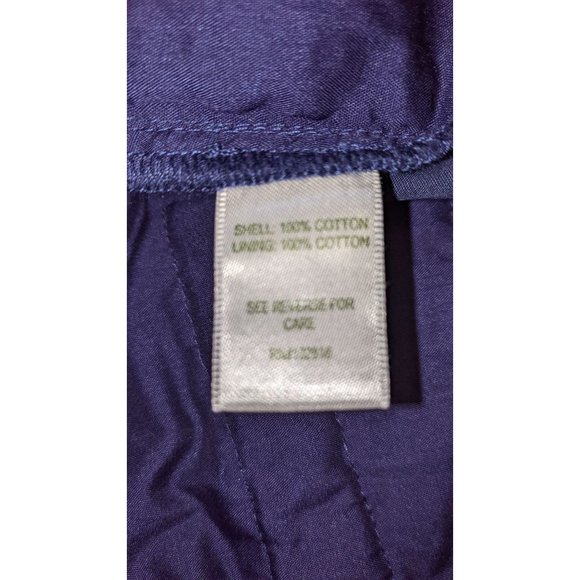 SHELL: 100% COTTON
LINING: 100% COTTON
SEE REVERSE FOR
CARE